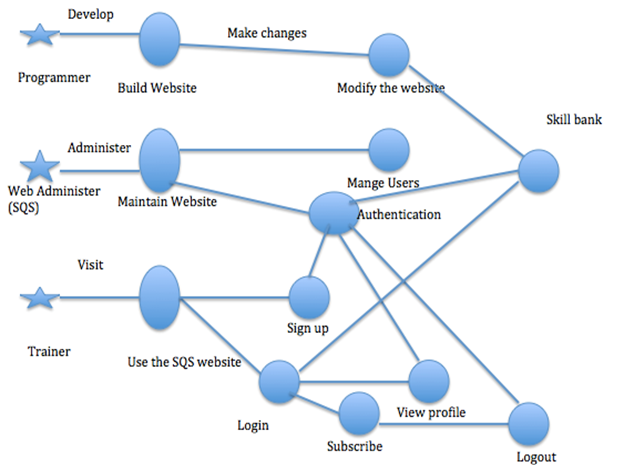 Develop
Make changes
Programmer
Build Website
Modify the website
Skill bank
Administer
Web Administer
(SQS)
Maintain Website
Mange Users
Authentication
Visit
Sign up
Trainer
Use the SQS website
Login
View profile
Subscribe
Logout